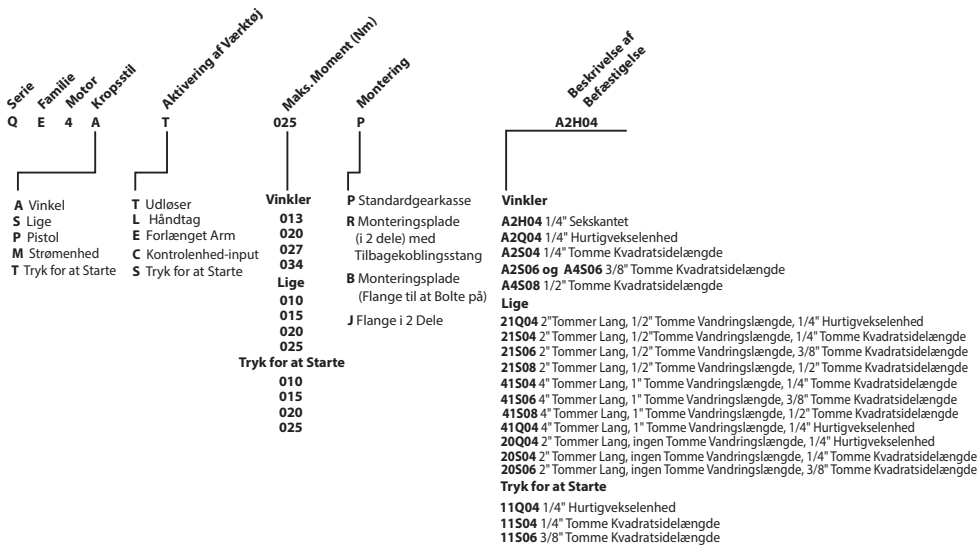 Serie
Familie
Motor
Kropsstil
Aktivering af Værktøj
Maks. Moment (Nm)
Montering
Beskrivelse af
Befæstigelse
Q E 4 A T 025 P A2H04
A Vinkel
S Lige
P Pistol
M Strømenhed
T Tryk for at Starte
T Udløser
L Håndtag
E Forlænget Arm
C Kontrolenhed-input
S Tryk for at Starte
Vinkler
013
020
027
034
Lige
010
015
020
025
Tryk for at Starte
010
015
020
025
P Standardgearkasse
R Monteringsplade
(i 2 dele) med
Tilbagekoblingsstang
B Monteringsplade
(Flange til at Bolte på)
J Flange i 2 Dele
Vinkler
A2H04 1/4" Sekskantet
A2Q04 1/4" Hurtigvekselenhed
A2S04 1/4" Tomme Kvadratsidelængde
A2S06 og A4S06 3/8" Tomme Kvadratsidelængde
A4S08 1/2" Tomme Kvadratsidelængde
Lige
21Q04 2"Tommer Lang, 1/2" Tomme Vandringslængde, 1/4" Hurtigvekselenhed
21S04 2" Tommer Lang, 1/2"Tomme Vandringslængde, 1/4" Tomme Kvadratsidelængde
21S06 2" Tommer Lang, 1/2" Tomme Vandringslængde, 3/8" Tomme Kvadratsidelængde
21S08 2" Tommer Lang, 1/2" Tomme Vandringslængde, 1/2" Tomme Kvadratsidelængde
41S04 4" Tommer Lang, 1" Tomme Vandringslængde, 1/4" Tomme Kvadratsidelængde
41S06 4" Tommer Lang, 1" Tomme Vandringslængde, 3/8" Tomme Kvadratsidelængde
41S08 4" Tommer Lang, 1" Tomme Vandringslængde, 1/2" Tomme Kvadratsidelængde
41Q04 4" Tommer Lang, 1" Tomme Vandringslængde, 1/4" Hurtigvekselenhed
20Q04 2" Tommer Lang, ingen Tomme Vandringslængde, 1/4" Hurtigvekselenhed
20S04 2" Tommer Lang, ingen Tomme Vandringslængde, 1/4" Tomme Kvadratsidelængde
20S06 2" Tommer Lang, ingen Tomme Vandringslængde, 3/8" Tomme Kvadratsidelængde
Tryk for at Starte
11Q04 1/4" Hurtigvekselenhed
11S04 1/4" Tomme Kvadratsidelængde
11S06 3/8" Tomme Kvadratsidelængde